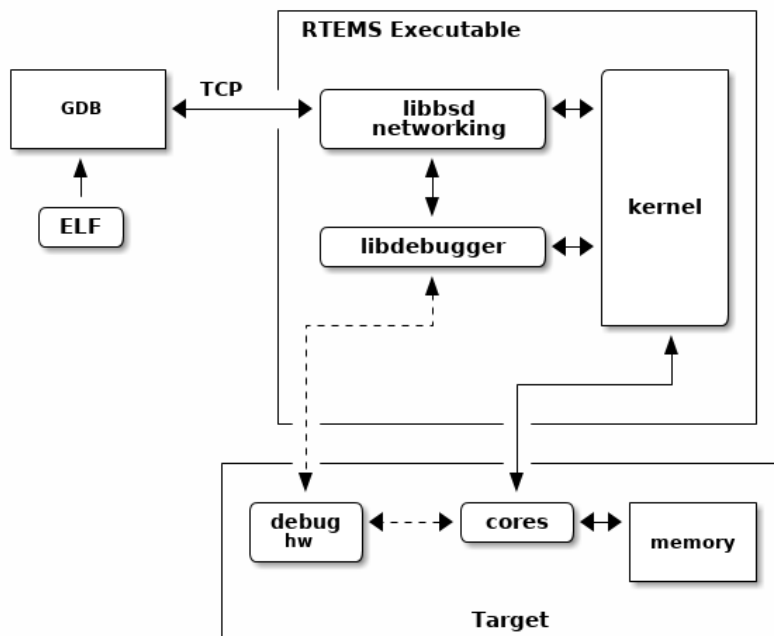 RTEMS Executable
TCP
GDB
libbsd
networking
kernel
ELF
libdebugger
debug
hw
cores
memory
Target